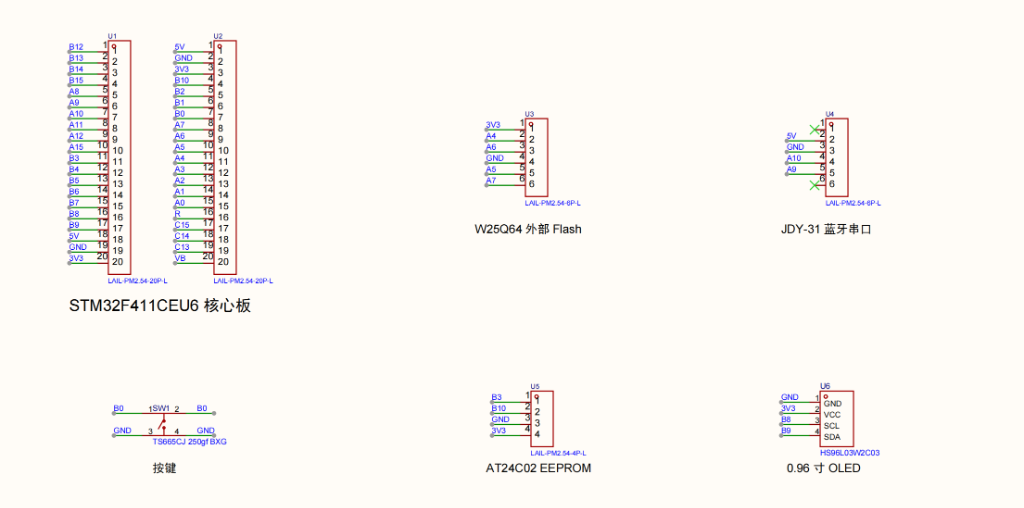 U1
B12 1 1
B13 2 2
B14 3 3
B15 4 4
A8 5 5
A9 6 6
A10 7 7
A11 8 8
A12 9 9
A15 10 10
B3 11 11
B4 12 12
B5 13 13
B6 14 14
B7 15 15
B8 16 16
B9 17 17
5V 18 18
GND 19 19
3V3 20 20
LAIL-PM2.54-20P-L
U2
5V 1 1
GND 2 2
3V3 3 3
B10 4 4
B2 5 5
B1 6 6
B0 7 7
A7 8 8
A6 9 9
A5 10 10
A4 11 11
A3 12 12
A2 13 13
A1 14 14
A0 15 15
R 16 16
C15 17 17
C14 18 18
C13 19 19
VB 20 20
LAIL-PM2.54-20P-L
STM32F411CEU6 核心板
U3
3V3 1 1
A4 2 2
A6 3 3
GND 4 4
A5 5 5
A7 6 6
LAIL-PM2.54-6P-L
W25Q64 外部 Flash
U4
1 1
5V 2 2
GND 3 3
A10 4 4
A9 5 5
6 6
LAIL-PM2.54-6P-L
JDY-31 蓝牙串口
B0 1 SW1 2 B0
GND 3 4 GND
TS665CJ 250gf BXG
按键
U5
B3 1 1
B10 2 2
GND 3 3
3V3 4 4
LAIL-PM2.54-4P-L
AT24C02 EEPROM
U6
GND 1 GND
3V3 2 VCC
B8 3 SCL
B9 4 SDA
HS96L03W2C03
0.96 寸 OLED